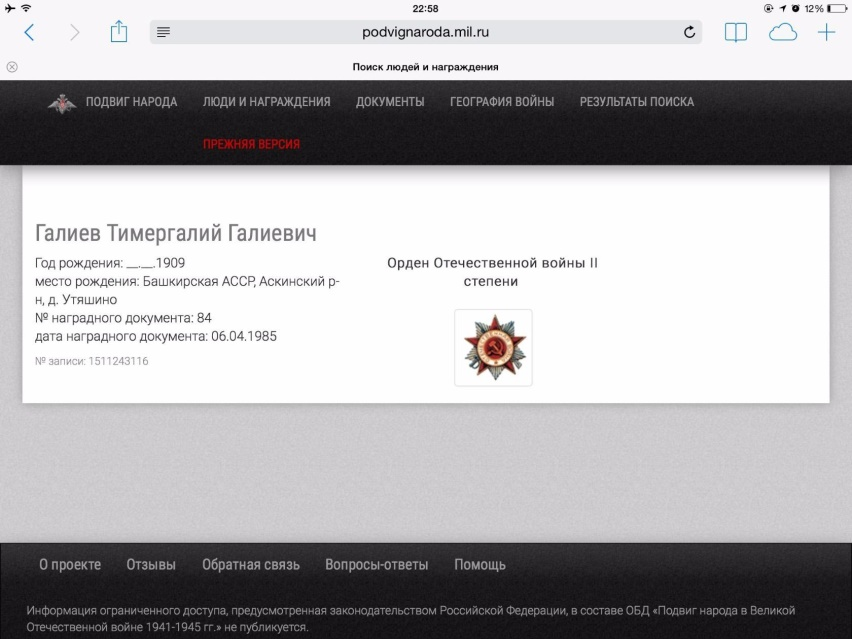 22:58
12%
podvignaroda.mil.ru
Поиск людей и награждения
ПОДВИГ НАРОДА ЛЮДИ И НАГРАЖДЕНИЯ ДОКУМЕНТЫ ГЕОГРАФИЯ ВОЙНЫ РЕЗУЛЬТАТЫ ПОИСКА
ПРЕЖНЯЯ ВЕРСИЯ
Галиев Тимергалий Галиевич
Год рождения: __.__.1909
место рождения: Башкирская АССР, Аскинский р-
н, д. Утяшино
№ наградного документа: 84
дата наградного документа: 06.04.1985
№ записи: 1511243116
Орден Отечественной войны II
степени
О проекте Отзывы Обратная связь Вопросы-ответы Помощь
Информация ограниченного доступа, предусмотренная законодательством Российской Федерации, в составе ОБД «Подвиг народа в Великой
Отечественной войне 1941-1945 гг.» не публикуется.